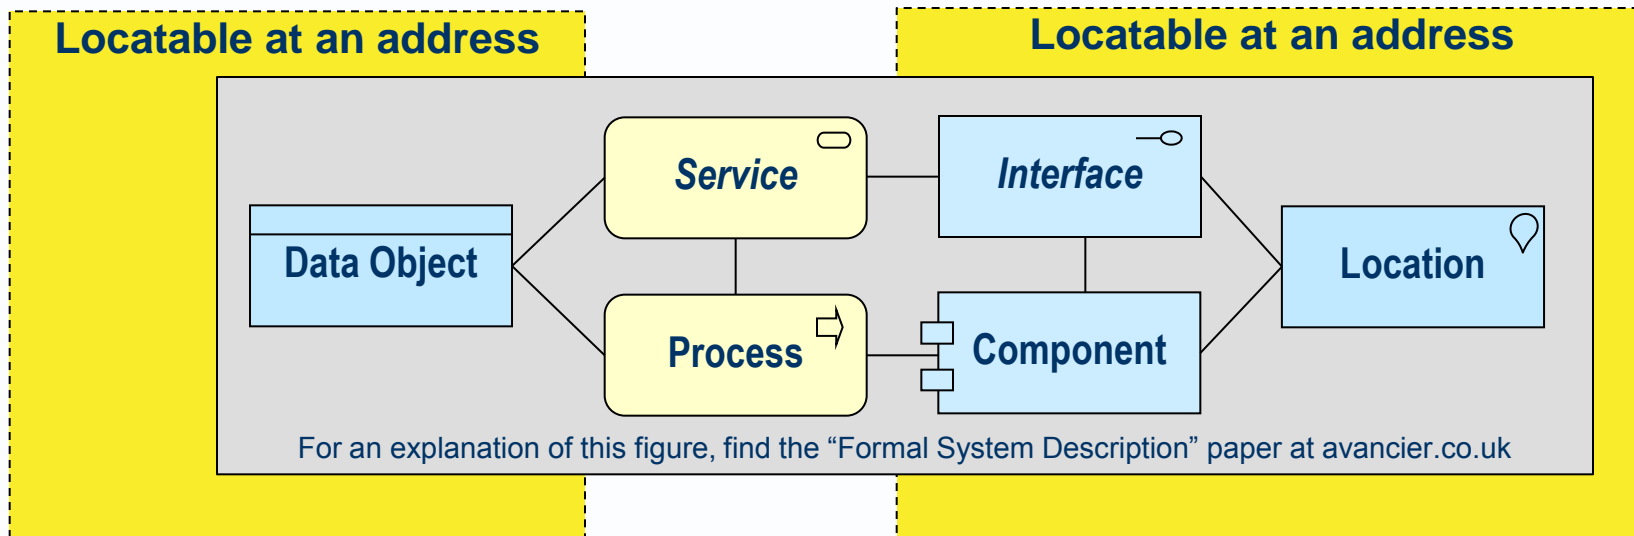 Locatable at an address
Locatable at an address
Service
Interface
Data Object
Location
Process
Component
For an explanation of this figure, find the “Formal System Description” paper at avancier.co.uk